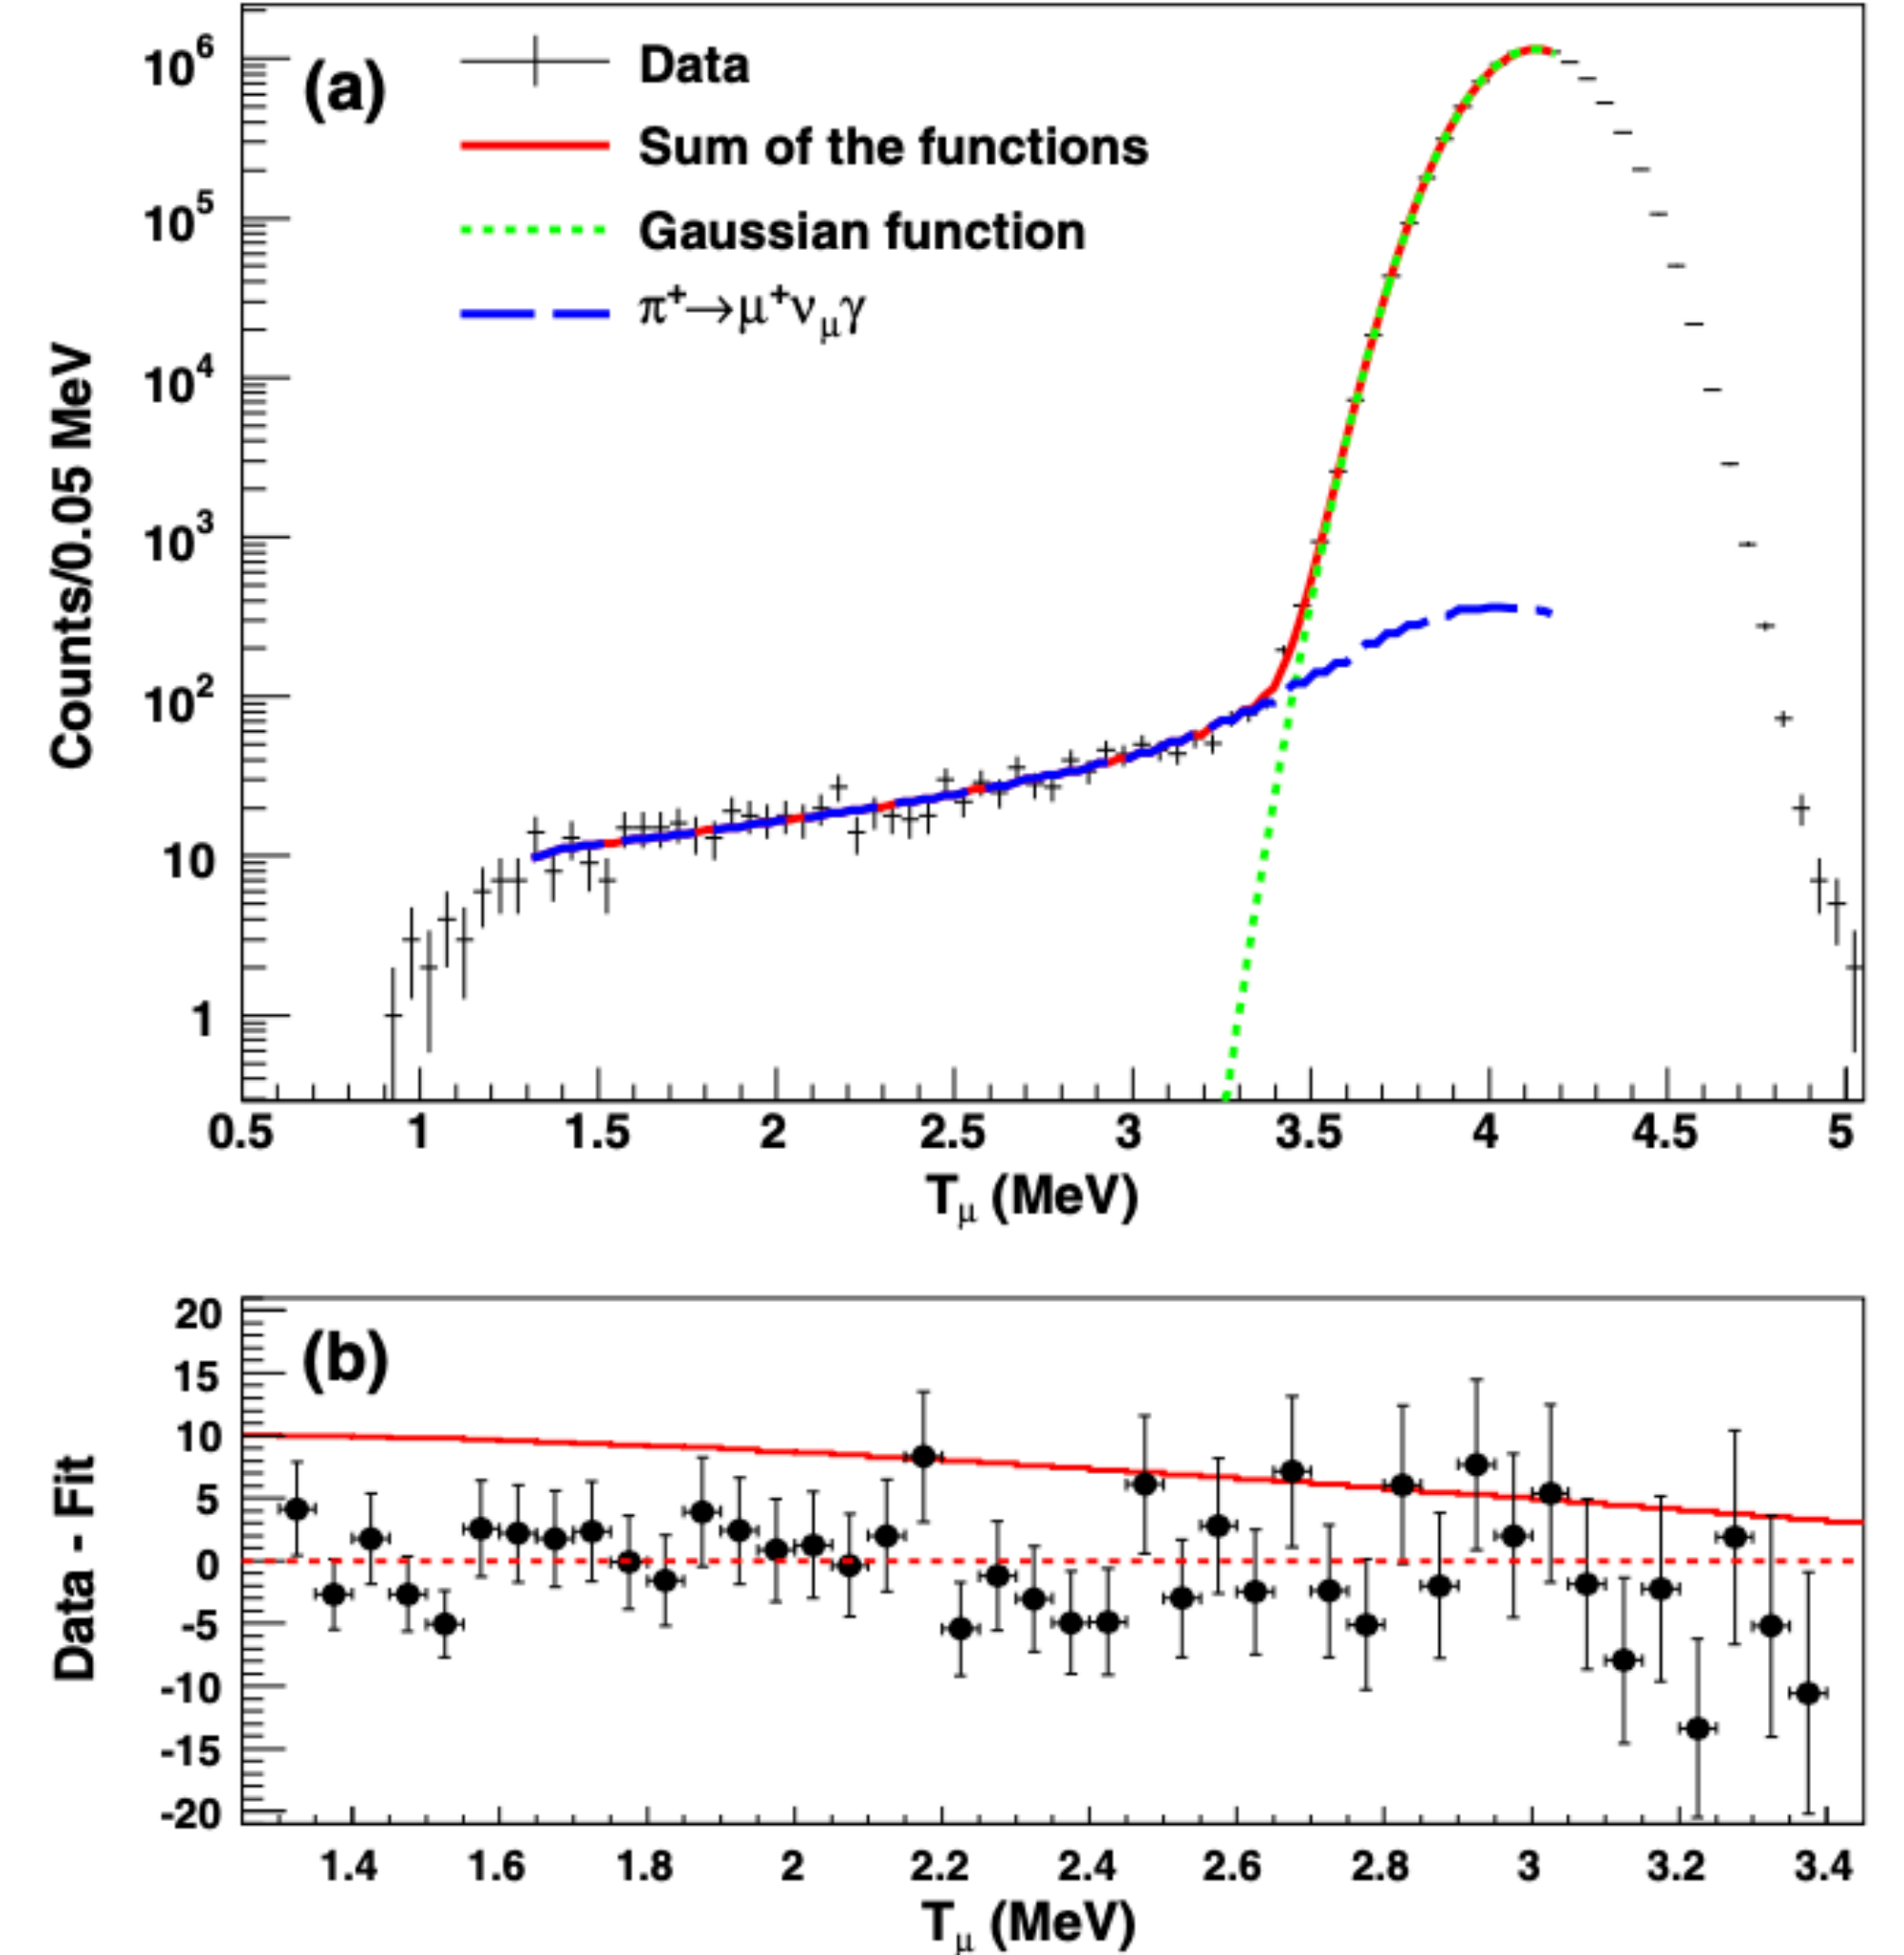 (a)
Data
Sum of the functions
Gaussian function
π⁺→μ⁺ν_μγ
Counts/0.05 MeV
10⁶
10⁵
10⁴
10³
10²
10
1
0.5 1 1.5 2 2.5 3 3.5 4 4.5 5
T_μ (MeV)
(b)
Data - Fit
20
15
10
5
0
-5
-10
-15
-20
1.4 1.6 1.8 2 2.2 2.4 2.6 2.8 3 3.2 3.4
T_μ (MeV)